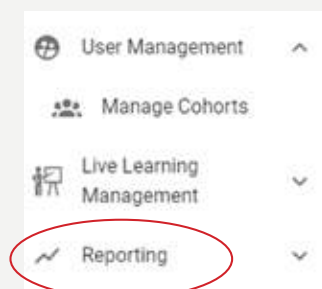 User Management
Manage Cohorts
Live Learning
Management
Reporting